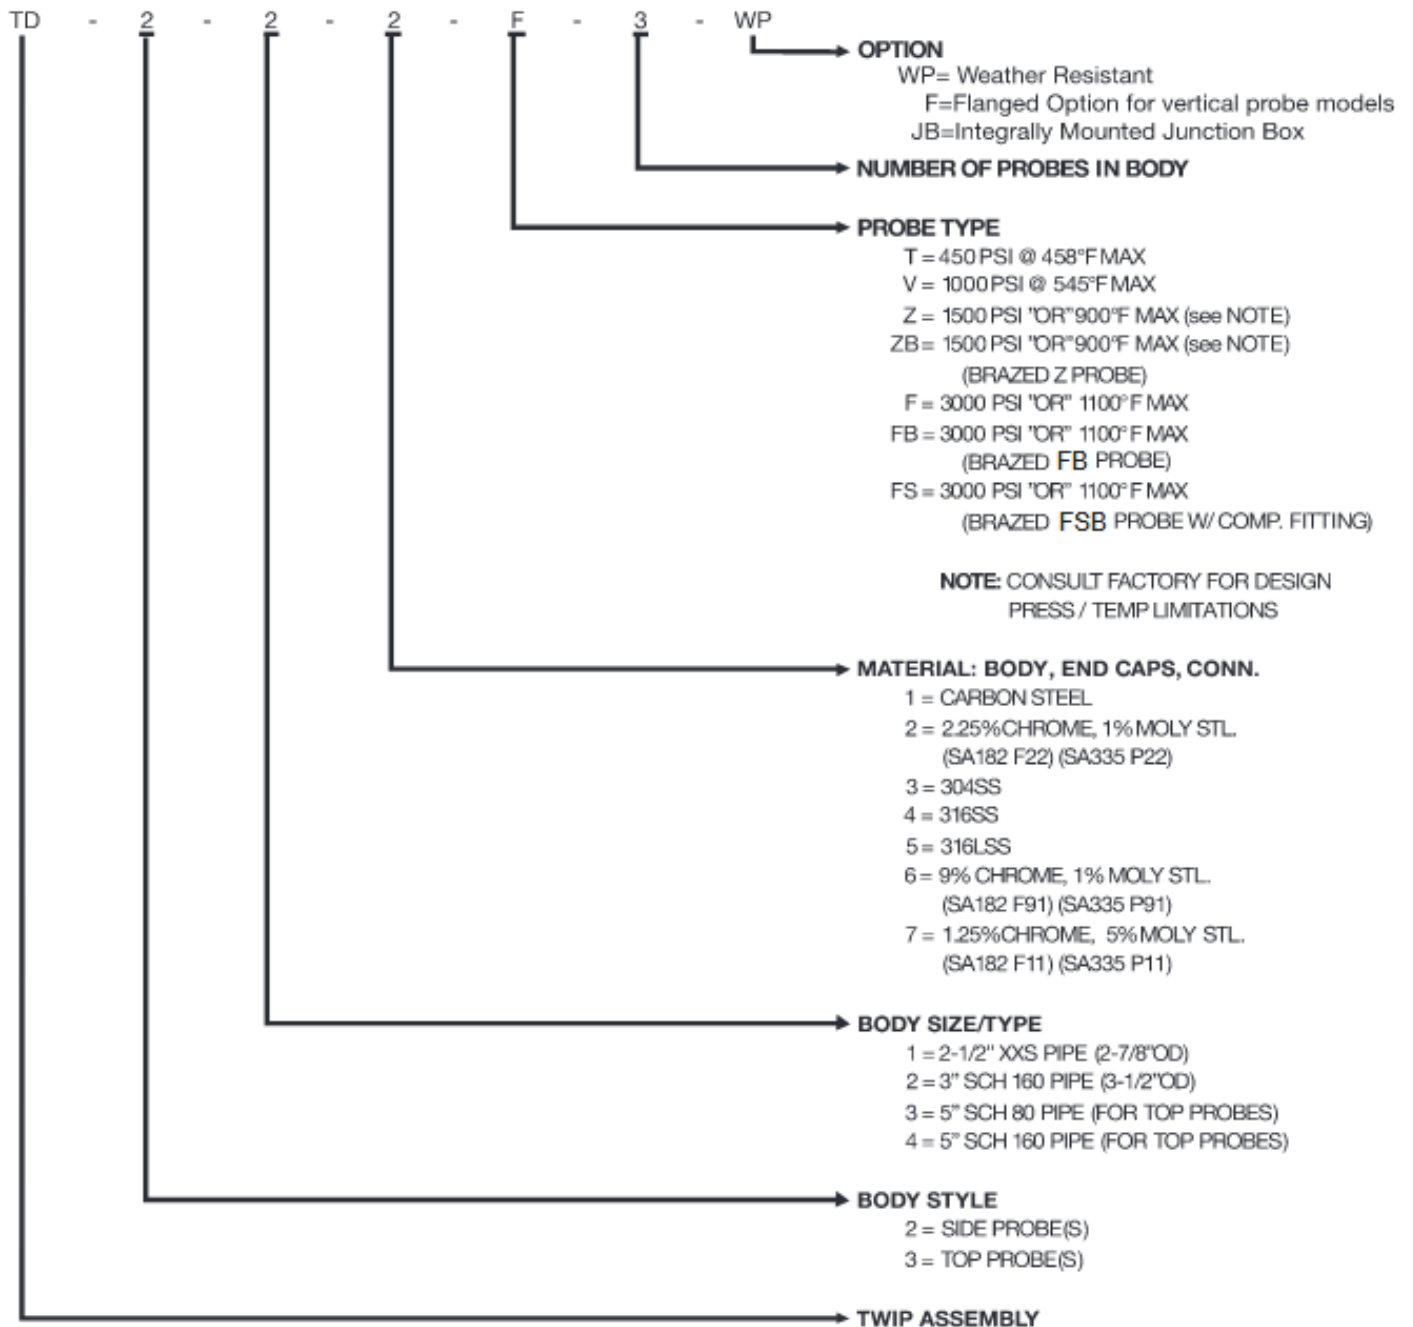 TD - 2 - 2 - 2 - F - 3 - WP
OPTION
WP= Weather Resistant
F=Flanged Option for vertical probe models
JB=Integrally Mounted Junction Box
NUMBER OF PROBES IN BODY
PROBE TYPE
T = 450 PSI @ 458°F MAX
V = 1000 PSI @ 545°F MAX
Z = 1500 PSI "OR" 900°F MAX (see NOTE)
ZB = 1500 PSI "OR" 900°F MAX (see NOTE)
(BRAZED Z PROBE)
F = 3000 PSI "OR" 1100°F MAX
FB = 3000 PSI "OR" 1100°F MAX
(BRAZED FB PROBE)
FS = 3000 PSI "OR" 1100°F MAX
(BRAZED FSB PROBE W/ COMP. FITTING)
NOTE: CONSULT FACTORY FOR DESIGN
PRESS / TEMP LIMITATIONS
MATERIAL: BODY, END CAPS, CONN.
1 = CARBON STEEL
2 = 2.25% CHROME, 1% MOLY STL.
(SA182 F22) (SA335 P22)
3 = 304SS
4 = 316SS
5 = 316LSS
6 = 9% CHROME, 1% MOLY STL.
(SA182 F91) (SA335 P91)
7 = 1.25% CHROME, 5% MOLY STL.
(SA182 F11) (SA335 P11)
BODY SIZE/TYPE
1 = 2-1/2" XXS PIPE (2-7/8"OD)
2 = 3" SCH 160 PIPE (3-1/2"OD)
3 = 5" SCH 80 PIPE (FOR TOP PROBES)
4 = 5" SCH 160 PIPE (FOR TOP PROBES)
BODY STYLE
2 = SIDE PROBE(S)
3 = TOP PROBE(S)
TWIP ASSEMBLY